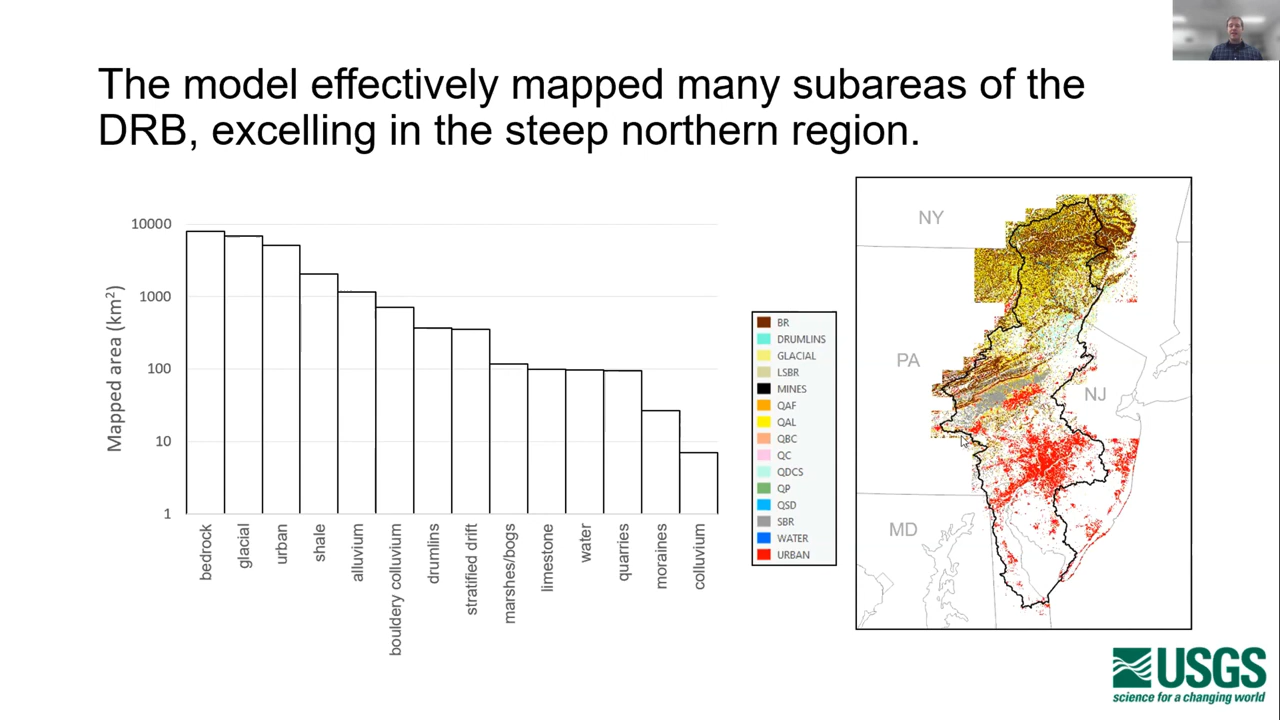 The model effectively mapped many subareas of the
DRB, excelling in the steep northern region.
Mapped area (km²)
10000
1000
100
10
1
bedrock
glacial
urban
shale
alluvium
bouldery colluvium
drumlins
stratified drift
marshes/bogs
limestone
water
quarries
moraines
colluvium
BR
DRUMLINS
GLACIAL
LSBR
MINES
QAF
QAL
QBC
QC
QDCS
QP
QSD
SBR
WATER
URBAN
NY
PA
NJ
MD
USGS
science for a changing world